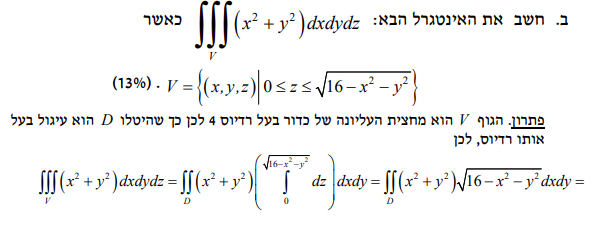 ב. חשב את האינטגרל הבא: ∭_V (x² + y²) dxdydz כאשר
V = {(x, y, z) | 0 ≤ z ≤ √(16 − x² − y²)} . (13%)
פתרון. הגוף V הוא מחצית העליונה של כדור בעל רדיוס 4 לכן כך שהיטלו D הוא עיגול בעל
אותו רדיוס, לכן
∭_V (x² + y²) dxdydz = ∬_D (x² + y²) ( ∫_0^{√(16−x²−y²)} dz ) dxdy = ∬_D (x² + y²) √(16 − x² − y²) dxdy =